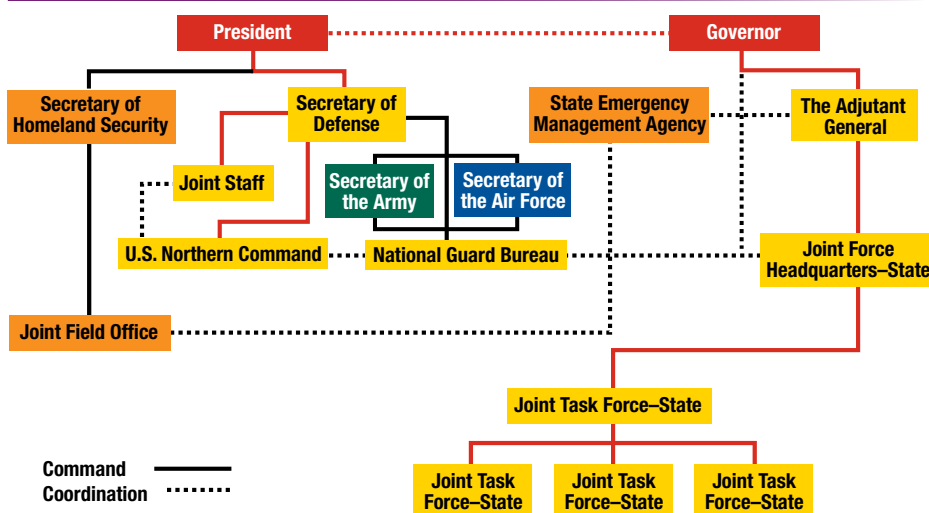 President
Governor
Secretary of
Homeland Security
Secretary of
Defense
State Emergency
Management Agency
The Adjutant
General
Joint Staff
Secretary of
the Army
Secretary of
the Air Force
U.S. Northern Command
National Guard Bureau
Joint Force
Headquarters–State
Joint Field Office
Joint Task Force–State
Joint Task
Force–State
Joint Task
Force–State
Joint Task
Force–State
Command
Coordination